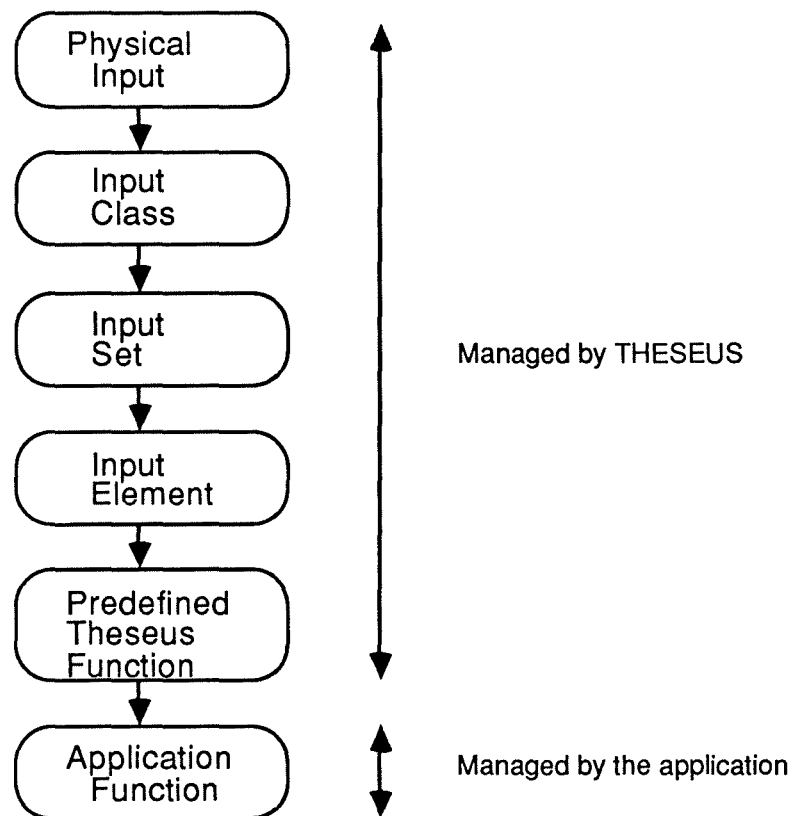 Physical
Input
Input
Class
Input
Set
Managed by THESEUS
Input
Element
Predefined
Theseus
Function
Application
Function
Managed by the application